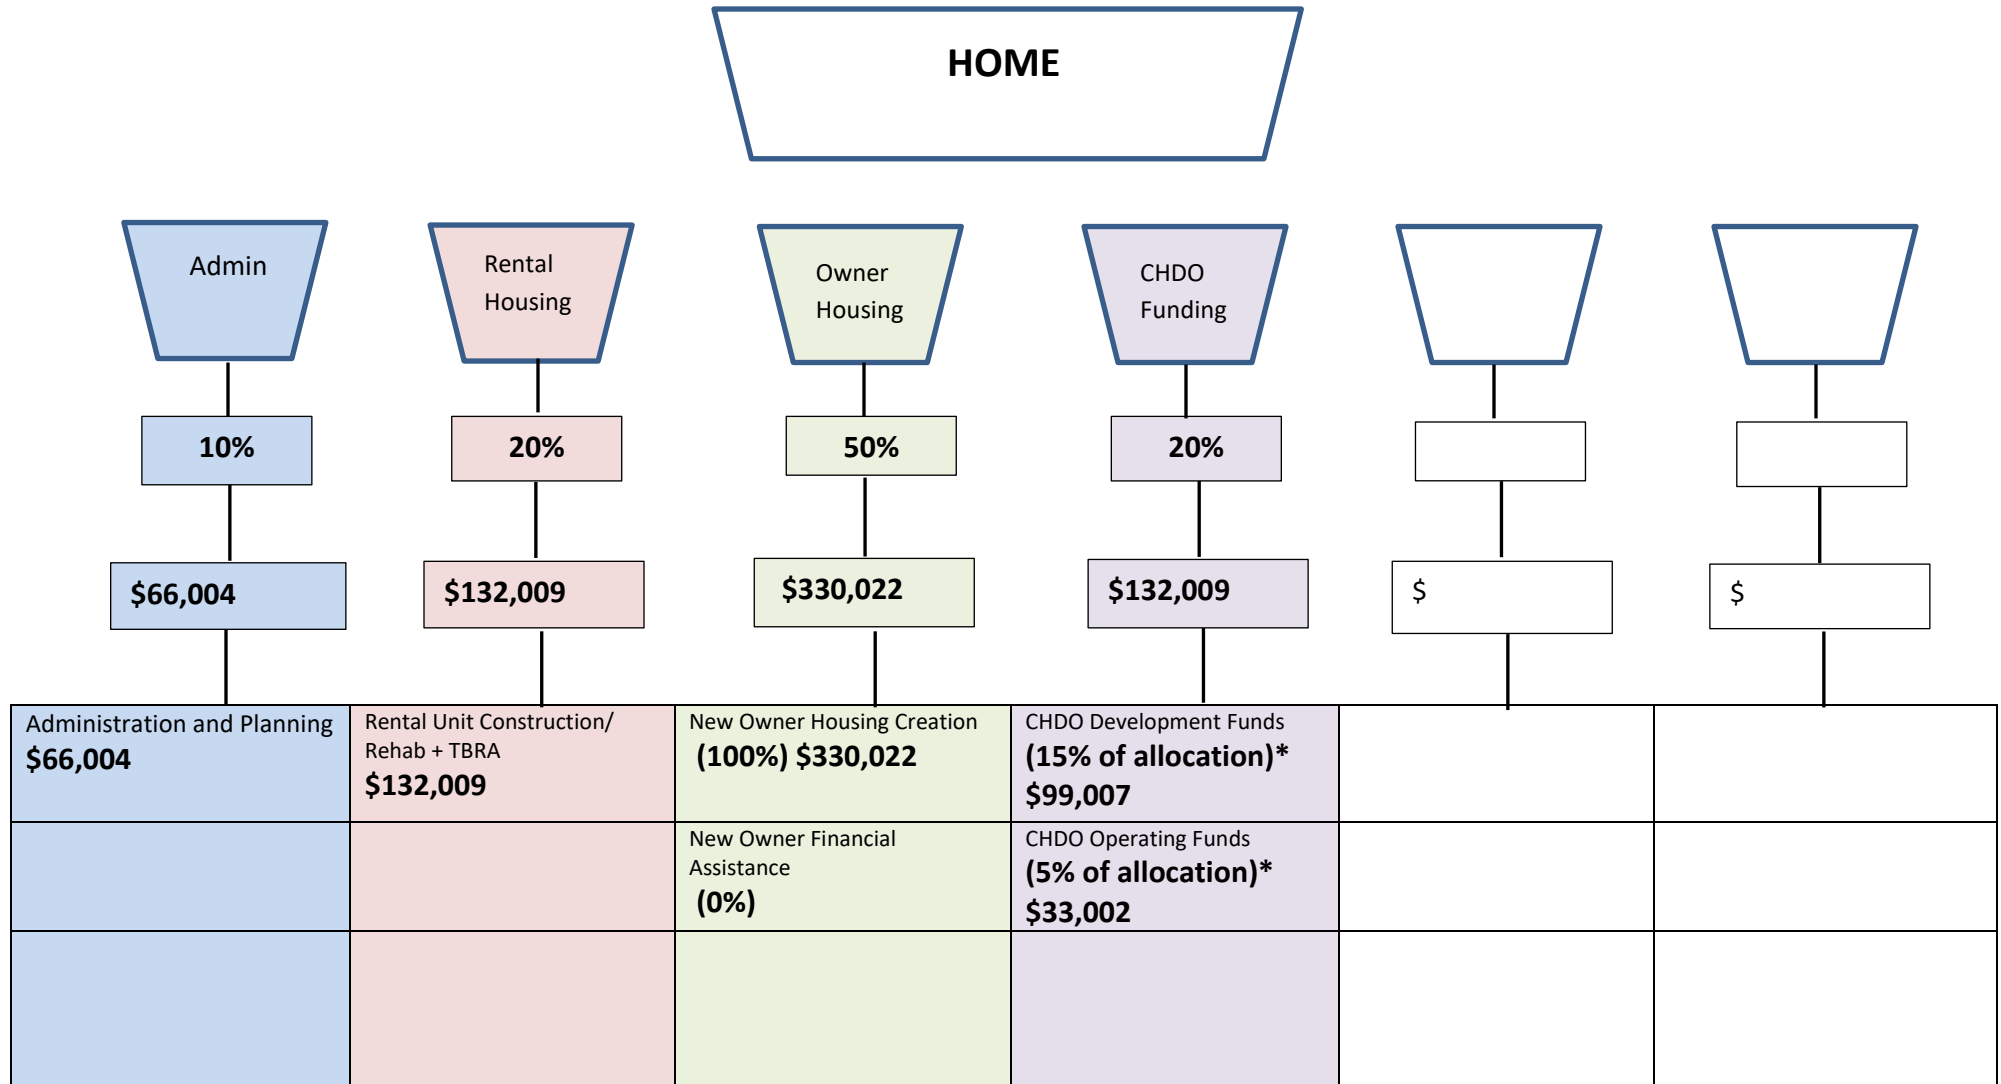 HOME
Admin
Rental
Housing
Owner
Housing
CHDO
Funding
10%
20%
50%
20%
$66,004
$132,009
$330,022
$132,009
$
$
Administration and Planning
$66,004
Rental Unit Construction/
Rehab + TBRA
$132,009
New Owner Housing Creation
(100%) $330,022
CHDO Development Funds
(15% of allocation)*
$99,007
New Owner Financial
Assistance
(0%)
CHDO Operating Funds
(5% of allocation)*
$33,002